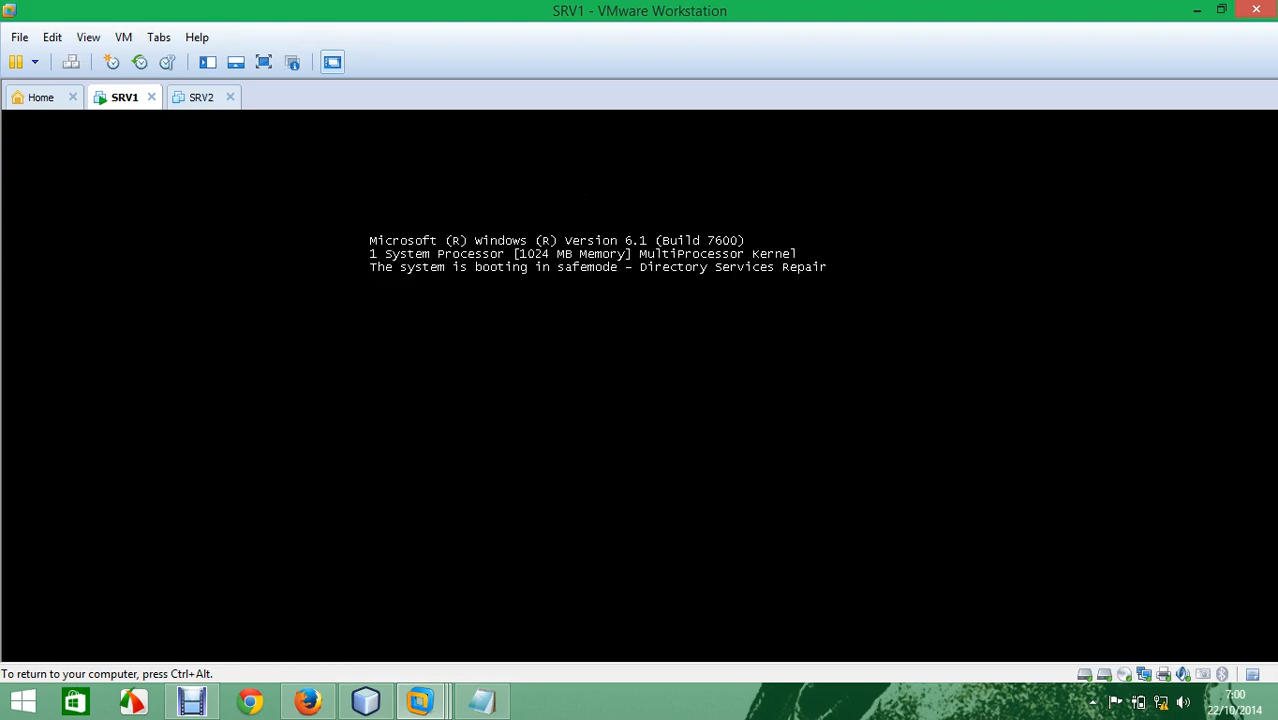 SRV1 - VMware Workstation
File Edit View VM Tabs Help
Home SRV1 SRV2
Microsoft (R) Windows (R) Version 6.1 (Build 7600)
1 System Processor [1024 MB Memory] MultiProcessor Kernel
The system is booting in safemode - Directory Services Repair
To return to your computer, press Ctrl+Alt.
7:00
22/10/2014